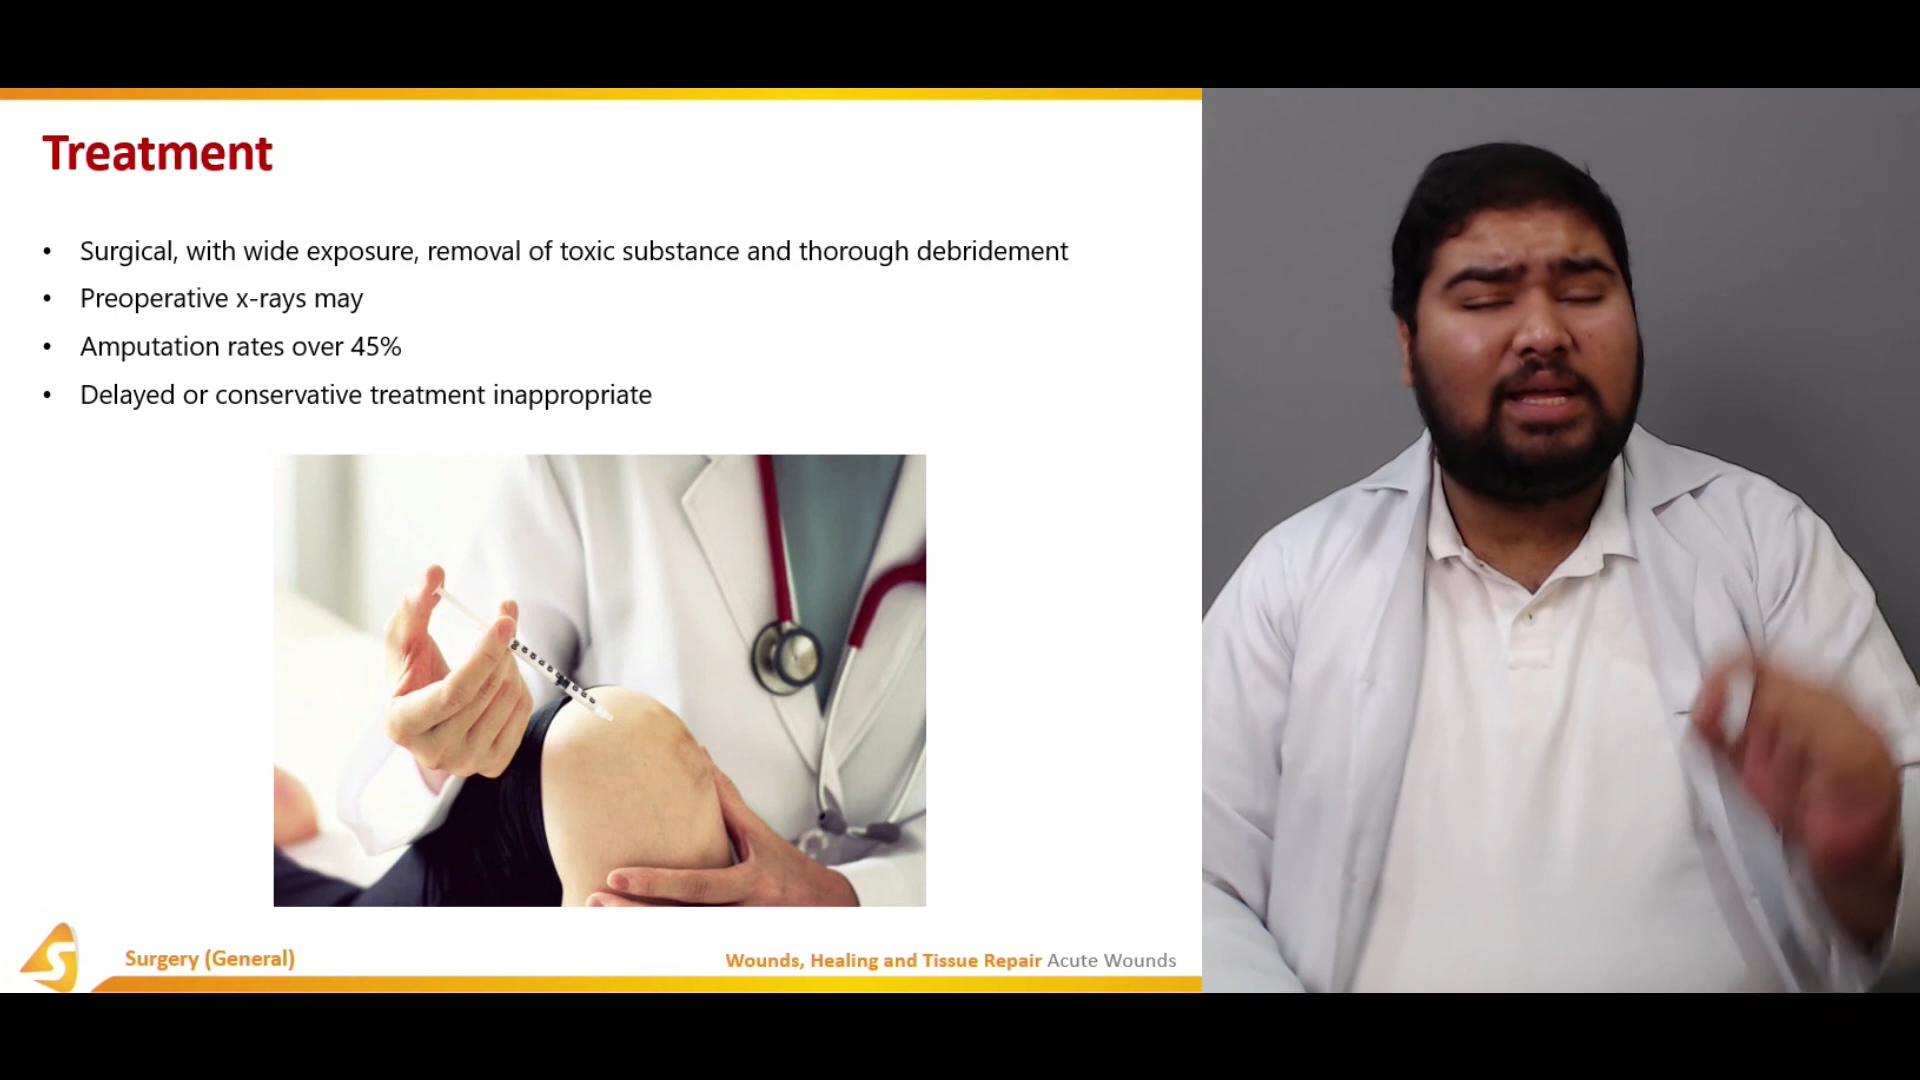 Treatment
• Surgical, with wide exposure, removal of toxic substance and thorough debridement
• Preoperative x-rays may
• Amputation rates over 45%
• Delayed or conservative treatment inappropriate
S
Surgery (General)
Wounds, Healing and Tissue Repair Acute Wounds